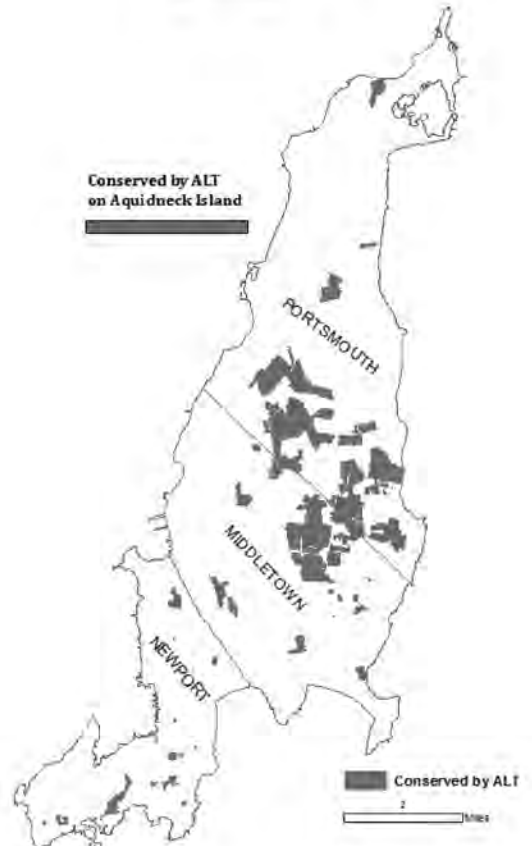 Conserved by ALT
on Aquidneck Island
PORTSMOUTH
MIDDLETOWN
NEWPORT
Conserved by ALT
2
Miles